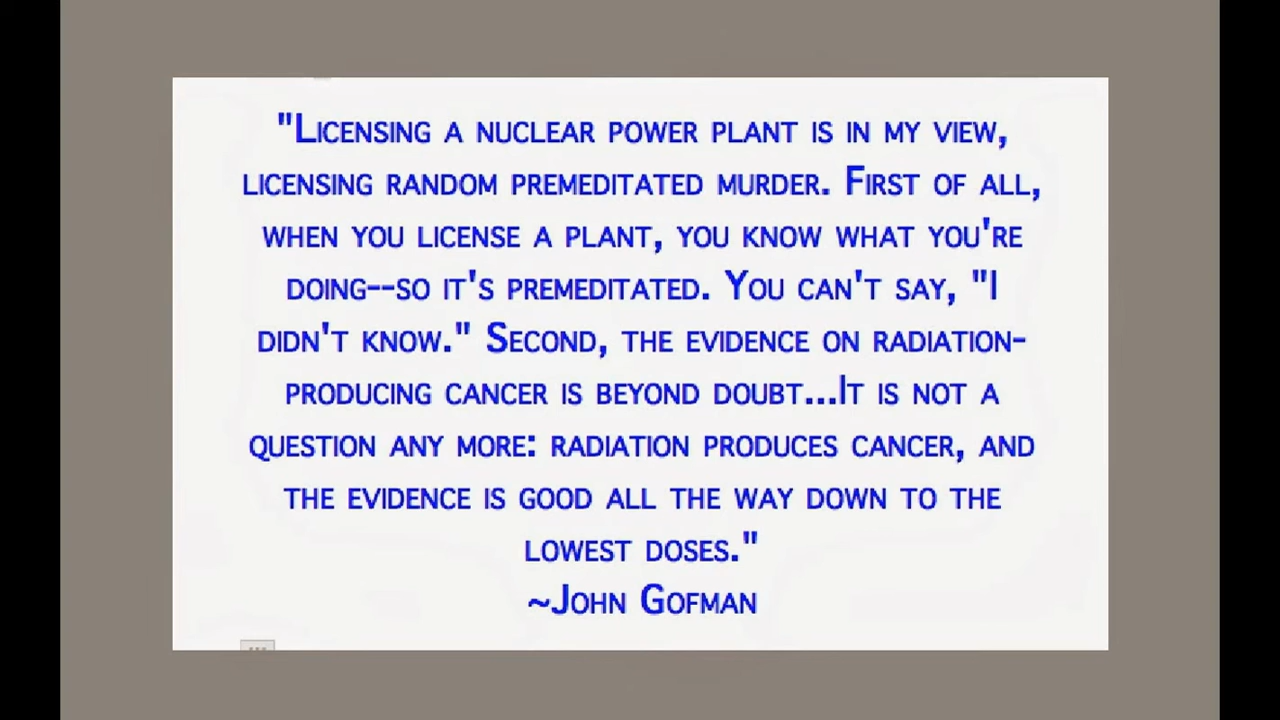 "Licensing a nuclear power plant is in my view,
licensing random premeditated murder. First of all,
when you license a plant, you know what you're
doing--so it's premeditated. You can't say, "I
didn't know." Second, the evidence on radiation-
producing cancer is beyond doubt...It is not a
question any more: radiation produces cancer, and
the evidence is good all the way down to the
lowest doses."
~John Gofman